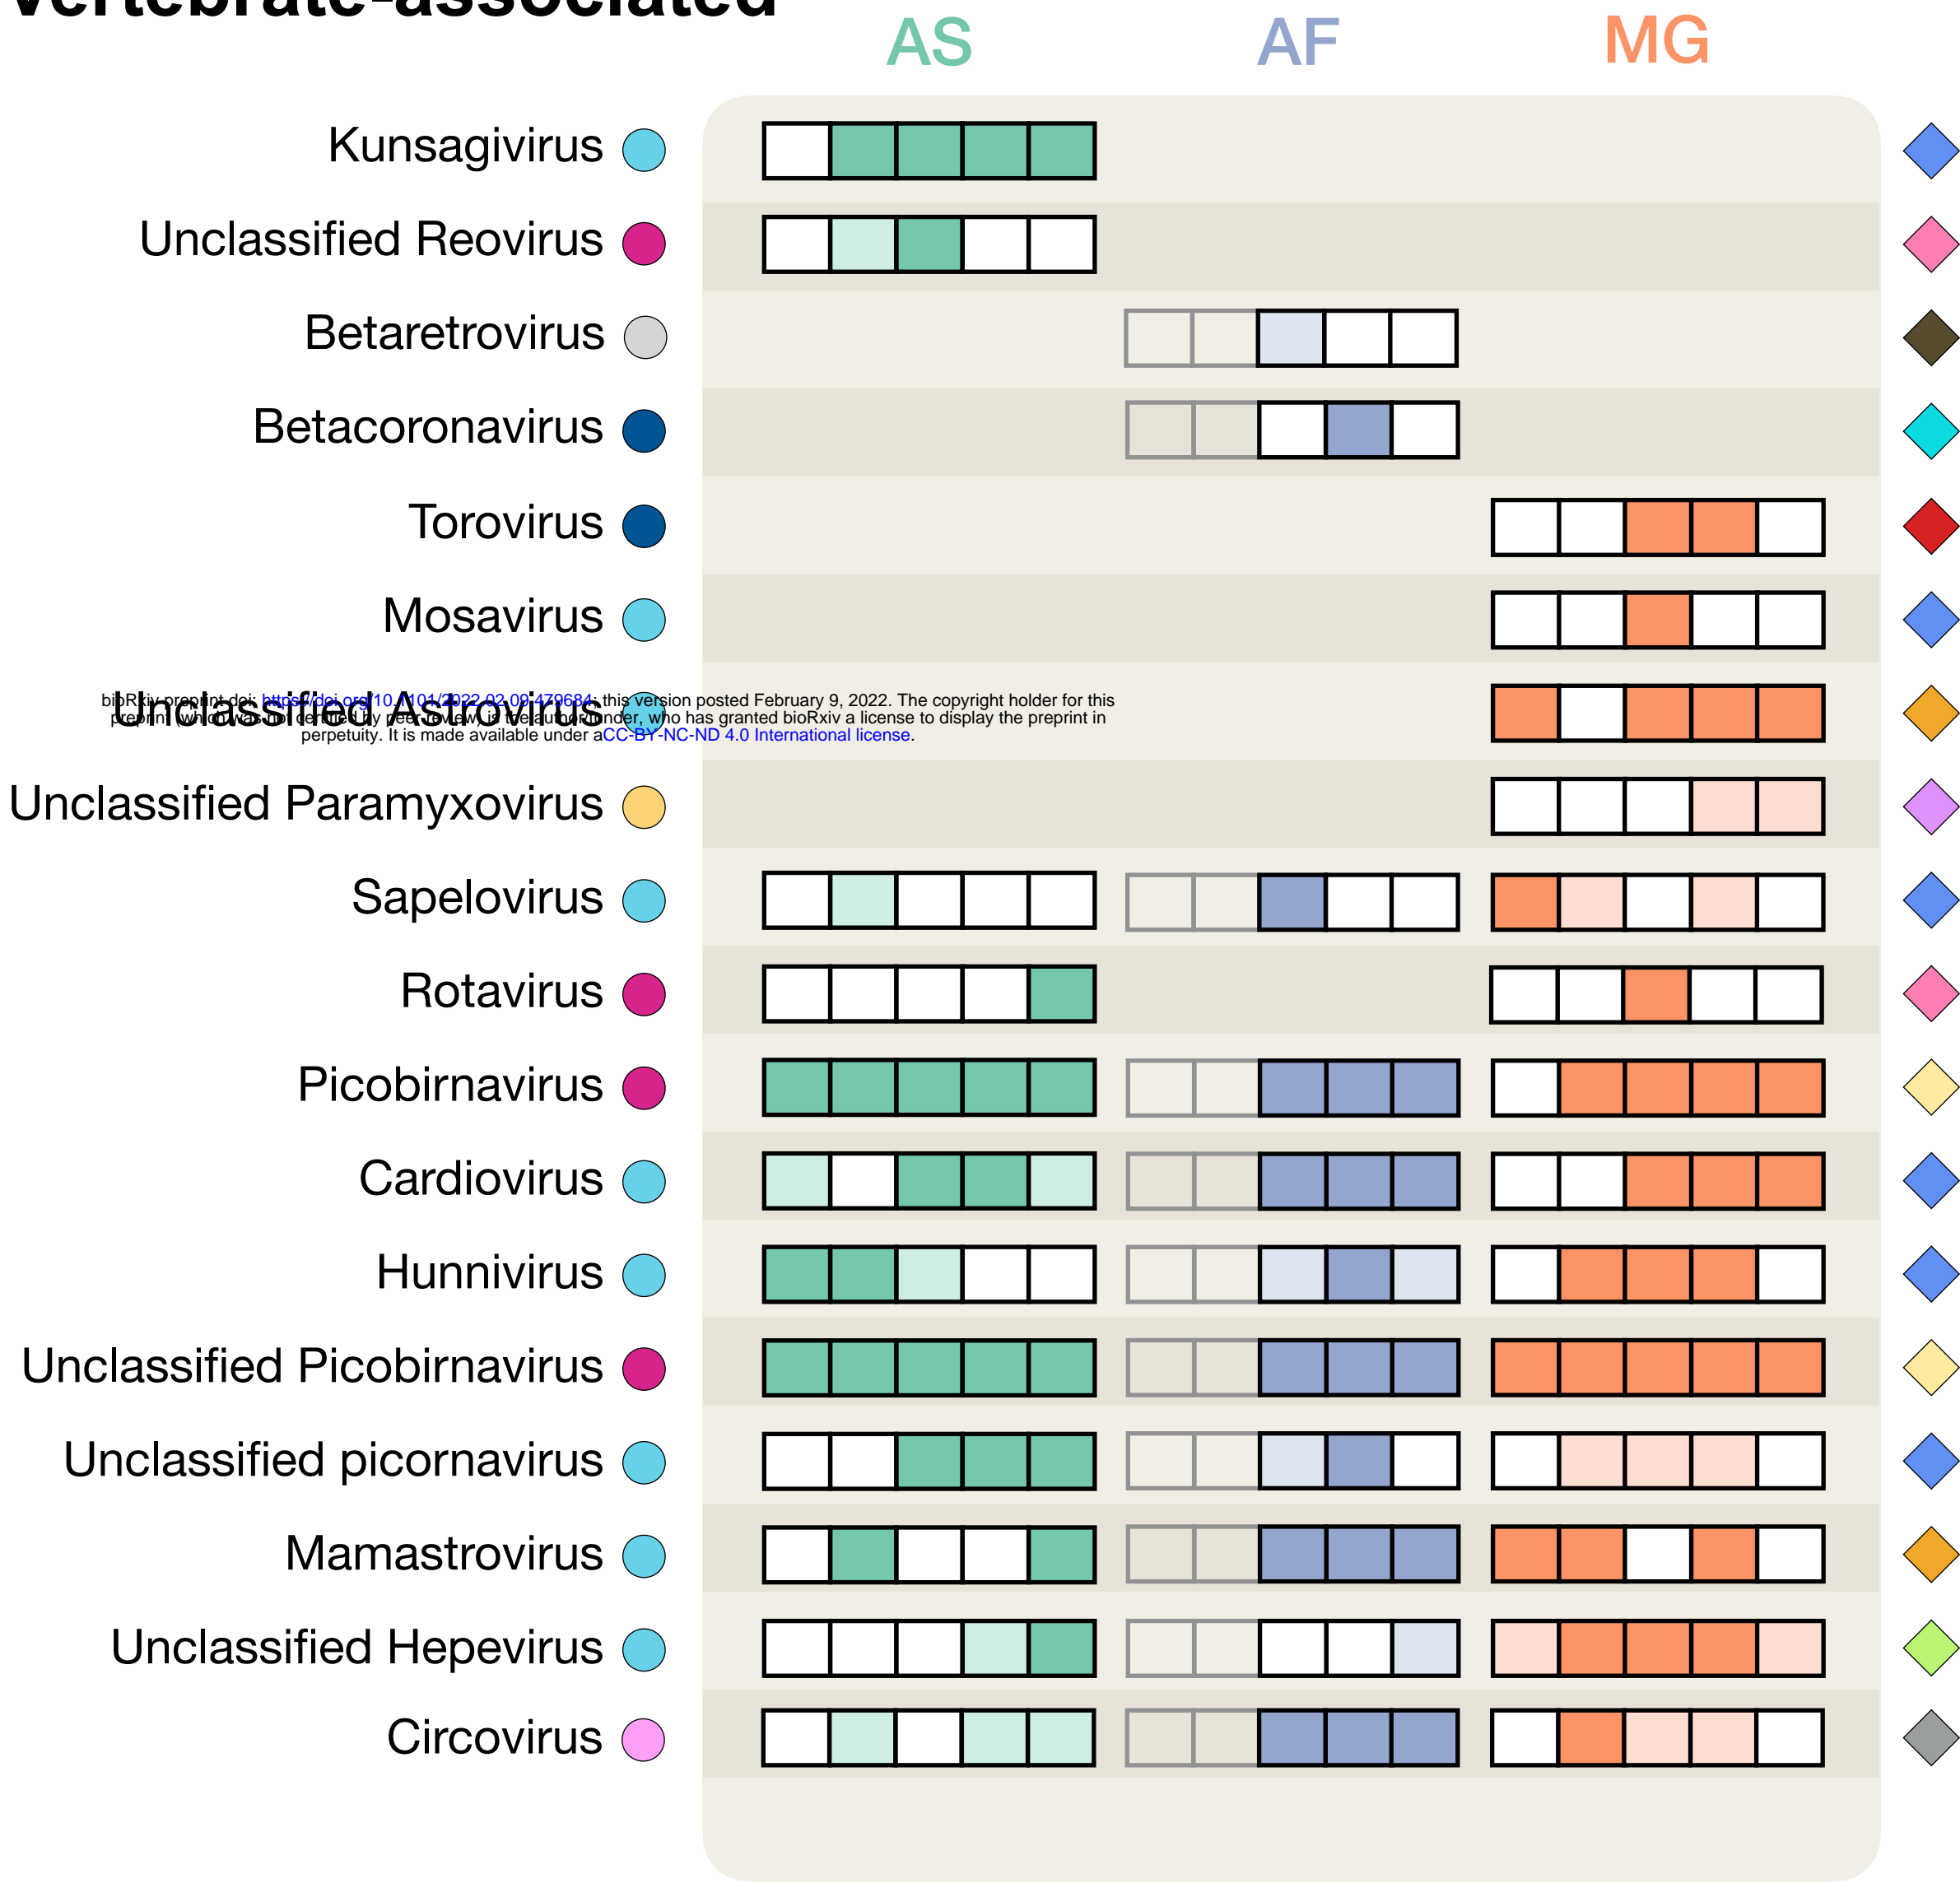 vertebrate-associated
AS AF MG
Kunsagivirus
Unclassified Reovirus
Betaretrovirus
Betacoronavirus
Torovirus
Mosavirus
Unclassified Astrovirus
bioRxiv preprint doi: https://doi.org/10.1101/2022.02.09.479684; this version posted February 9, 2022. The copyright holder for this
preprint (which was not certified by peer review) is the author/funder, who has granted bioRxiv a license to display the preprint in
perpetuity. It is made available under aCC-BY-NC-ND 4.0 International license.
Unclassified Paramyxovirus
Sapelovirus
Rotavirus
Picobirnavirus
Cardiovirus
Hunnivirus
Unclassified Picobirnavirus
Unclassified picornavirus
Mamastrovirus
Unclassified Hepevirus
Circovirus